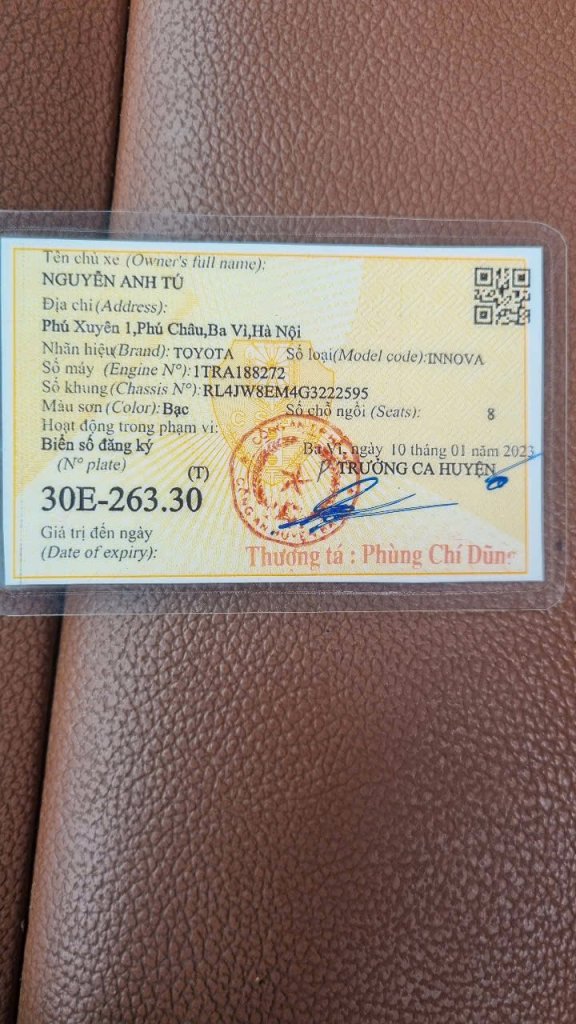 Tên chủ xe (Owner's full name):
NGUYỄN ANH TÚ
Địa chỉ (Address):
Phú Xuyên 1,Phú Châu,Ba Vì,Hà Nội
Nhãn hiệu(Brand): TOYOTA Số loại(Model code):INNOVA
Số máy (Engine Nº):1TRA188272
Số khung(Chassis Nº):RL4JW8EM4G3222595
Màu sơn (Color):Bạc Số chỗ ngồi (Seats): 8
Hoạt động trong phạm vi:
Biển số đăng ký Ba Vì, ngày 10 tháng 01 năm 2023
(Nº plate) TRƯỞNG CA HUYỆN
(T)
30E-263.30
Giá trị đến ngày
(Date of expiry): Thượng tá : Phùng Chí Dũng